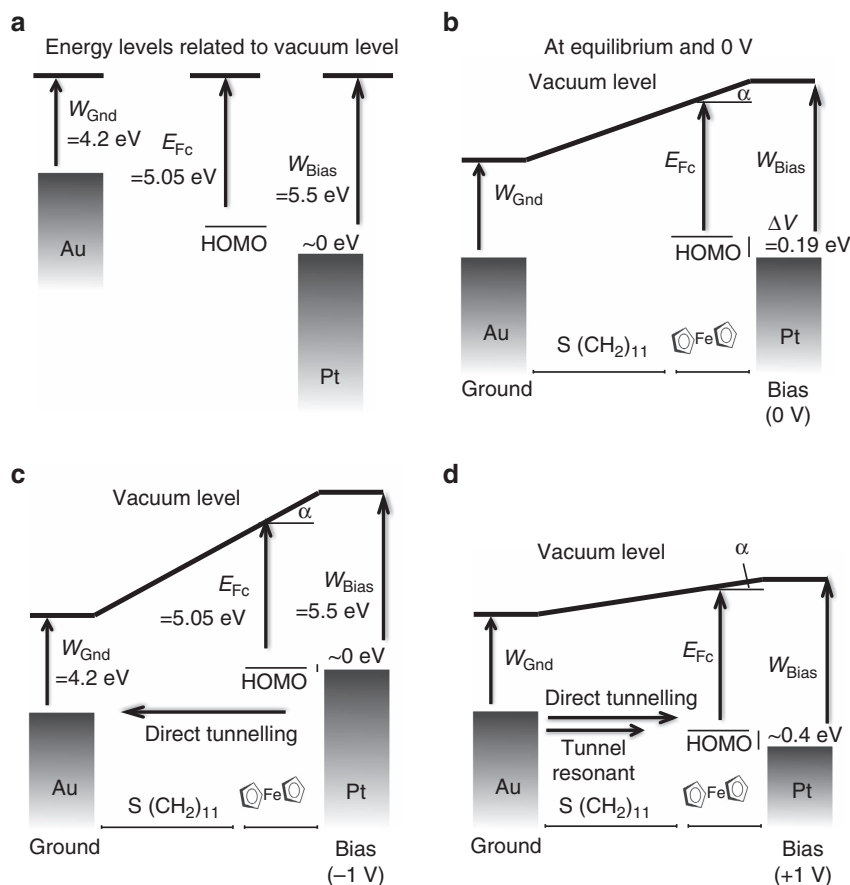 a
Energy levels related to vacuum level
W_Gnd
=4.2 eV
E_Fc
=5.05 eV
W_Bias
=5.5 eV
Au
HOMO
~0 eV
Pt
b
At equilibrium and 0 V
Vacuum level
α
W_Gnd
E_Fc
W_Bias
ΔV
=0.19 eV
HOMO
Au
S (CH₂)₁₁
Fe
Pt
Ground
Bias
(0 V)
c
Vacuum level
α
E_Fc
=5.05 eV
W_Bias
=5.5 eV
W_Gnd
=4.2 eV
HOMO
~0 eV
Direct tunnelling
Au
S (CH₂)₁₁
Fe
Pt
Ground
Bias
(–1 V)
d
Vacuum level
α
W_Gnd
E_Fc
W_Bias
Direct tunnelling
Tunnel
resonant
HOMO
~0.4 eV
Au
S (CH₂)₁₁
Fe
Pt
Ground
Bias
(+1 V)